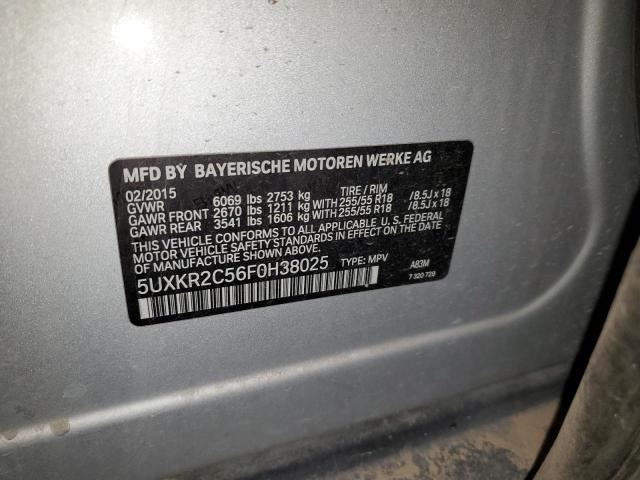 MFD BY BAYERISCHE MOTOREN WERKE AG
02/2015 TIRE / RIM
GVWR 6069 lbs 2753 kg
GAWR FRONT 2670 lbs 1211 kg WITH 255/55 R18 / 8.5J x 18
GAWR REAR 3541 lbs 1606 kg WITH 255/55 R18 / 8.5J x 18
THIS VEHICLE CONFORMS TO ALL APPLICABLE U.S. FEDERAL
MOTOR VEHICLE SAFETY STANDARDS IN EFFECT ON THE DATE
OF MANUFACTURE SHOWN ABOVE.
5UXKR2C56F0H38025 TYPE: MPV A83M
7 320 729